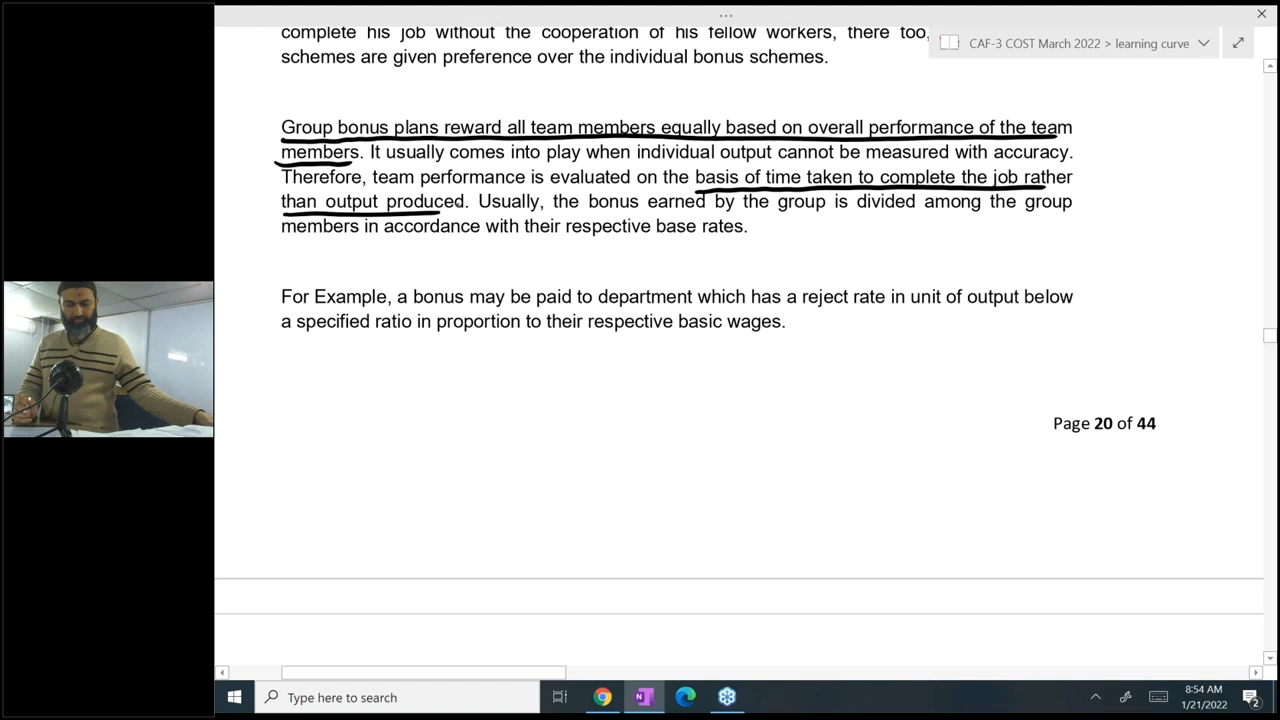 complete his job without the cooperation of his fellow workers, there too,
schemes are given preference over the individual bonus schemes.
CAF-3 COST March 2022 > learning curve
Group bonus plans reward all team members equally based on overall performance of the team
members. It usually comes into play when individual output cannot be measured with accuracy.
Therefore, team performance is evaluated on the basis of time taken to complete the job rather
than output produced. Usually, the bonus earned by the group is divided among the group
members in accordance with their respective base rates.
For Example, a bonus may be paid to department which has a reject rate in unit of output below
a specified ratio in proportion to their respective basic wages.
Page 20 of 44
Type here to search
8:54 AM
1/21/2022
2